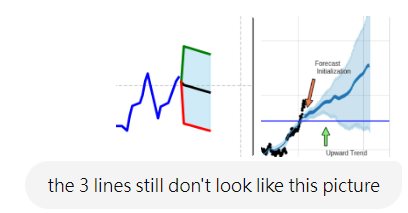 Forecast
Initialization
Upward Trend
the 3 lines still don't look like this picture